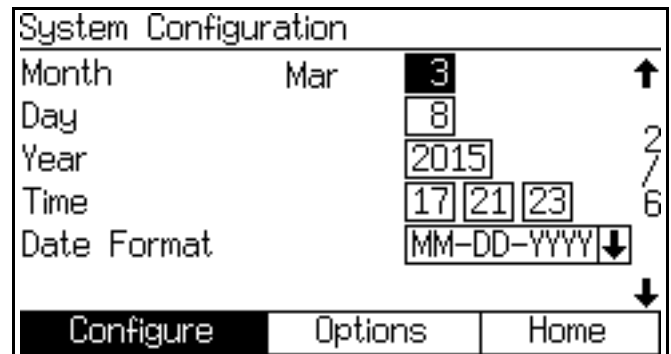 System Configuration
Month Mar 3
Day 8
Year 2015
Time 17 21 23
Date Format MM-DD-YYYY
2/6
Configure Options Home